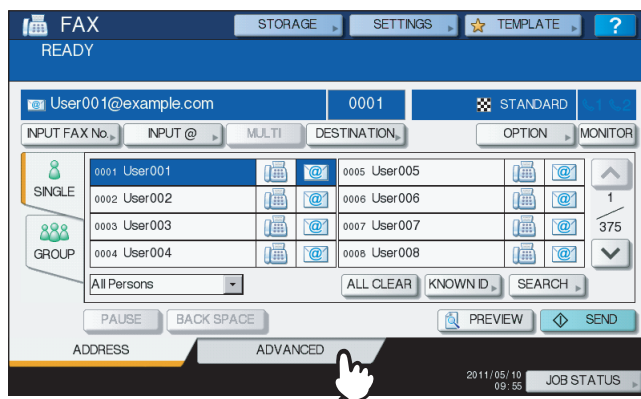 FAX STORAGE SETTINGS TEMPLATE ?
READY
User001@example.com 0001 STANDARD 1 2
INPUT FAX No. INPUT @ MULTI DESTINATION OPTION MONITOR
SINGLE
GROUP
0001 User001 0005 User005
0002 User002 0006 User006
0003 User003 0007 User007
0004 User004 0008 User008
1
375
All Persons ALL CLEAR KNOWN ID SEARCH
PAUSE BACK SPACE PREVIEW SEND
ADDRESS ADVANCED
2011/05/10
09:55
JOB STATUS